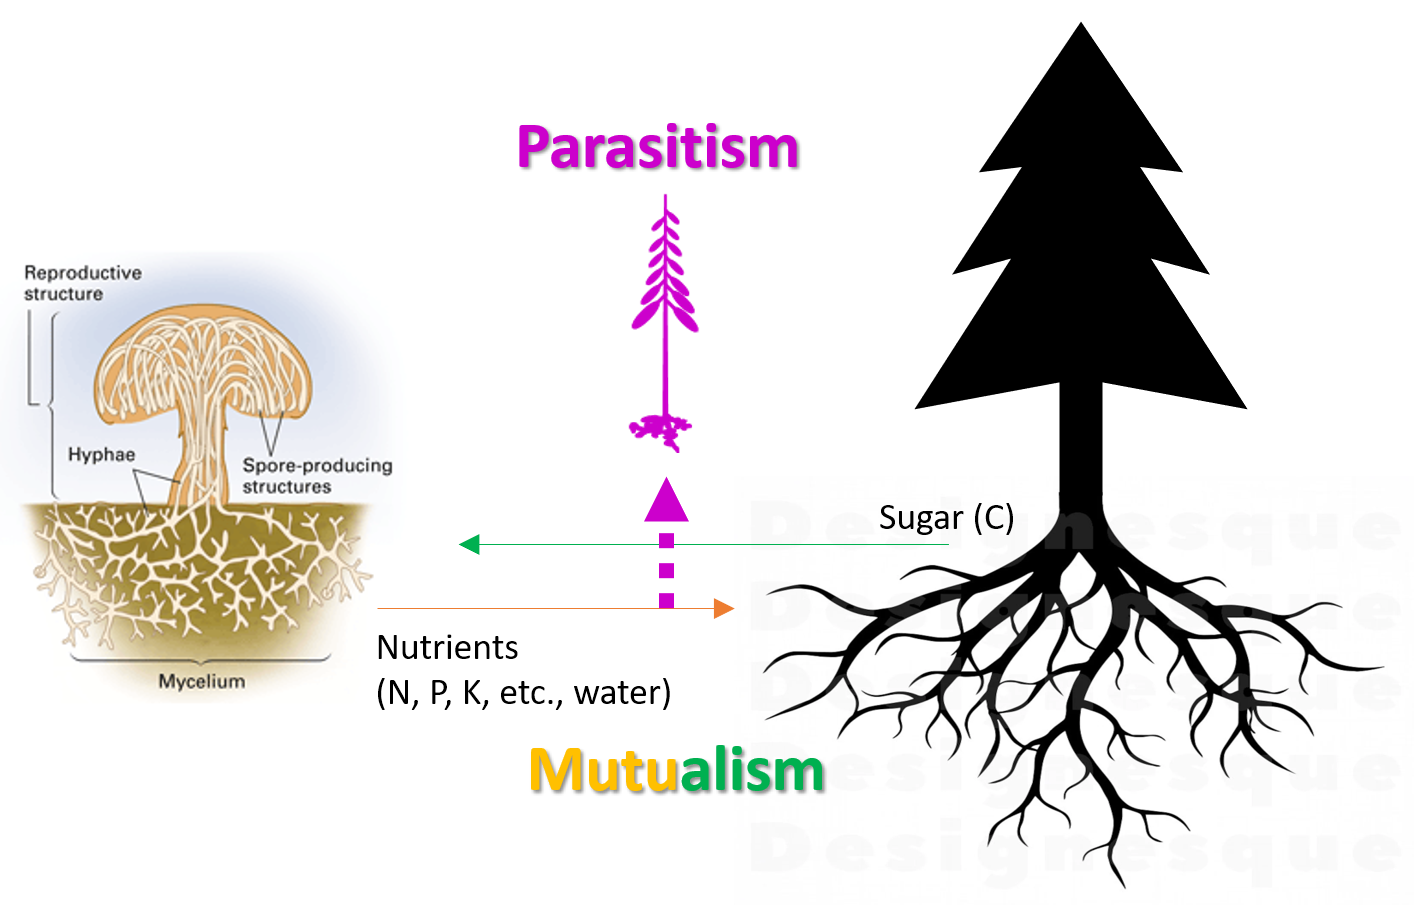 Parasitism
Reproductive
structure
Hyphae
Spore-producing
structures
Mycelium
Sugar (C)
Nutrients
(N, P, K, etc., water)
Mutualism
Designesque
Designesque
Designesque
Designesque
Designesque